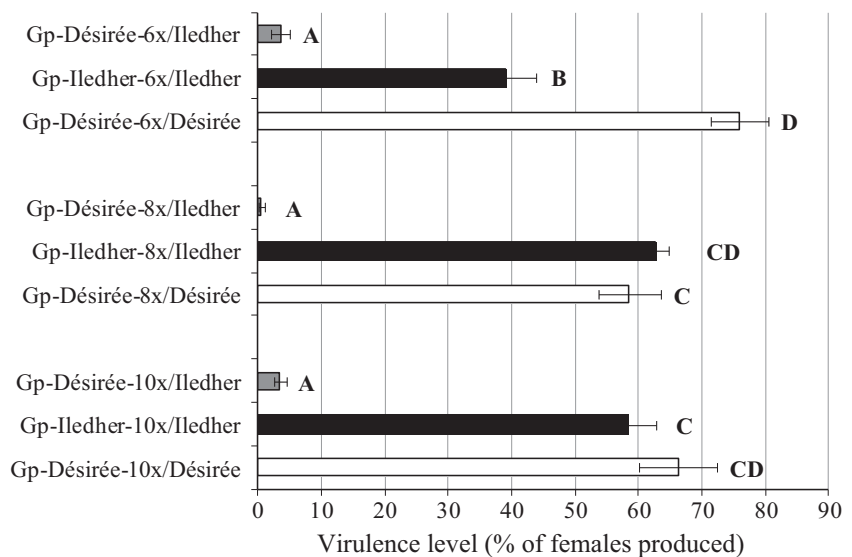 Gp-Désirée-6x/Iledher A
Gp-Iledher-6x/Iledher B
Gp-Désirée-6x/Désirée D
Gp-Désirée-8x/Iledher A
Gp-Iledher-8x/Iledher CD
Gp-Désirée-8x/Désirée C
Gp-Désirée-10x/Iledher A
Gp-Iledher-10x/Iledher C
Gp-Désirée-10x/Désirée CD
0 10 20 30 40 50 60 70 80 90
Virulence level (% of females produced)